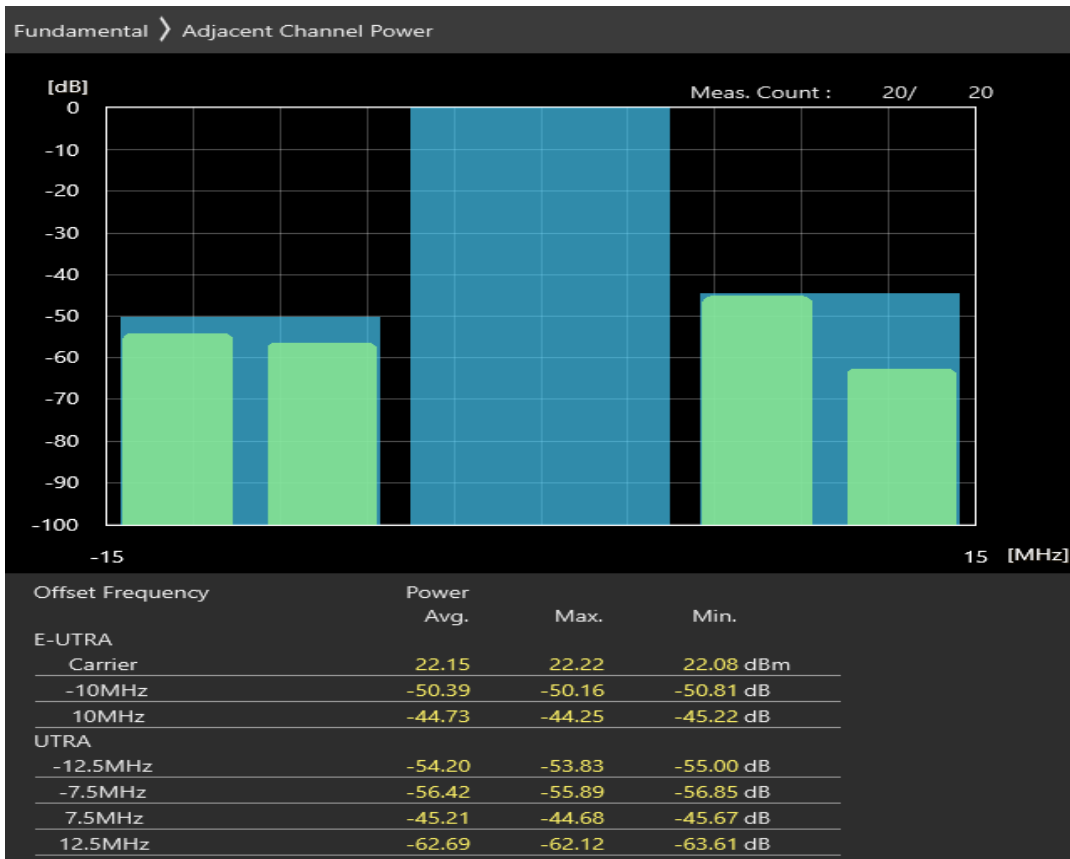 Fundamental 〉 Adjacent Channel Power
[dB]
Meas. Count : 20/ 20
0
-10
-20
-30
-40
-50
-60
-70
-80
-90
-100
-15 15 [MHz]
Offset Frequency Power
Avg. Max. Min.
E-UTRA
Carrier 22.15 22.22 22.08 dBm
-10MHz -50.39 -50.16 -50.81 dB
10MHz -44.73 -44.25 -45.22 dB
UTRA
-12.5MHz -54.20 -53.83 -55.00 dB
-7.5MHz -56.42 -55.89 -56.85 dB
7.5MHz -45.21 -44.68 -45.67 dB
12.5MHz -62.69 -62.12 -63.61 dB